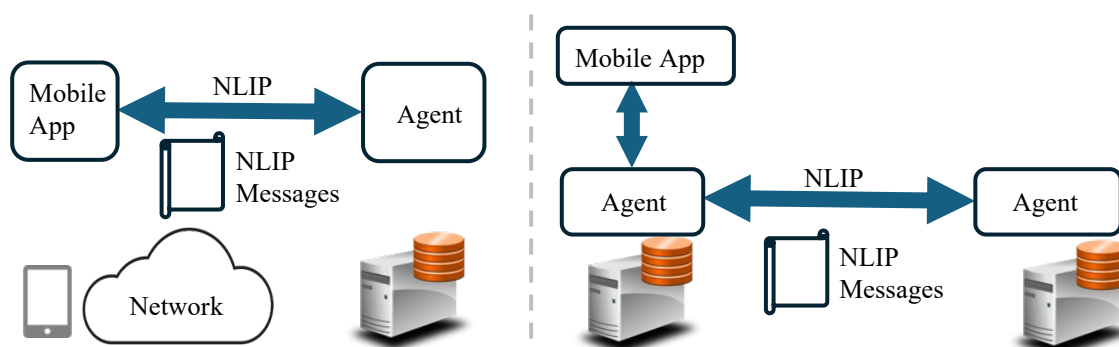 Mobile
App
NLIP
Agent
NLIP
Messages
Network
Mobile App
Agent
NLIP
Agent
NLIP
Messages